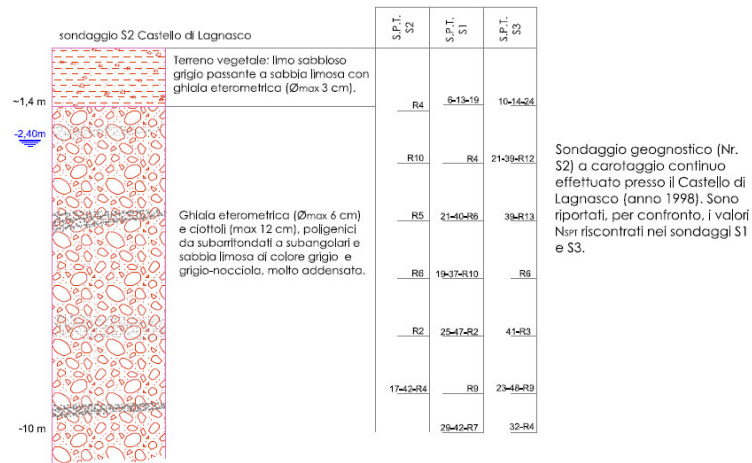 sondaggio S2 Castello di Lagnasco
S.P.T.
S2
S.P.T.
S1
S.P.T.
S3
Terreno vegetale: limo sabbioso
grigio passante a sabbia limosa con
ghiaia eterometrica (Ømax 3 cm).
~1,4 m
-2,40m
R4
6-13-19
10-14-24
R10
R4
21-39-R12
Ghiaia eterometrica (Ømax 6 cm)
e ciottoli (max 12 cm), poligenici
da subarritondati a subangolari e
sabbia limosa di colore grigio e
grigio-nocciola, molto addensata.
R5
21-40-R6
39-R13
R6
19-37-R10
R6
R2
25-47-R2
41-R3
17-42-R4
R9
23-48-R9
29-42-R7
32-R4
-10 m
Sondaggio geognostico (Nr.
S2) a carotaggio continuo
effettuato presso il Castello di
Lagnasco (anno 1998). Sono
riportati, per confronto, i valori
NSPT riscontrati nei sondaggi S1
e S3.